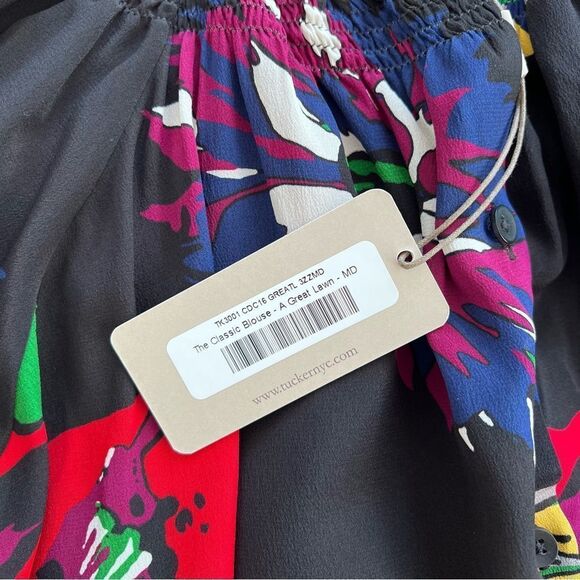 TK3001 CDC16 GREATL 3ZZMD
The Classic Blouse - A Great Lawn - MD
www.tuckernyc.com